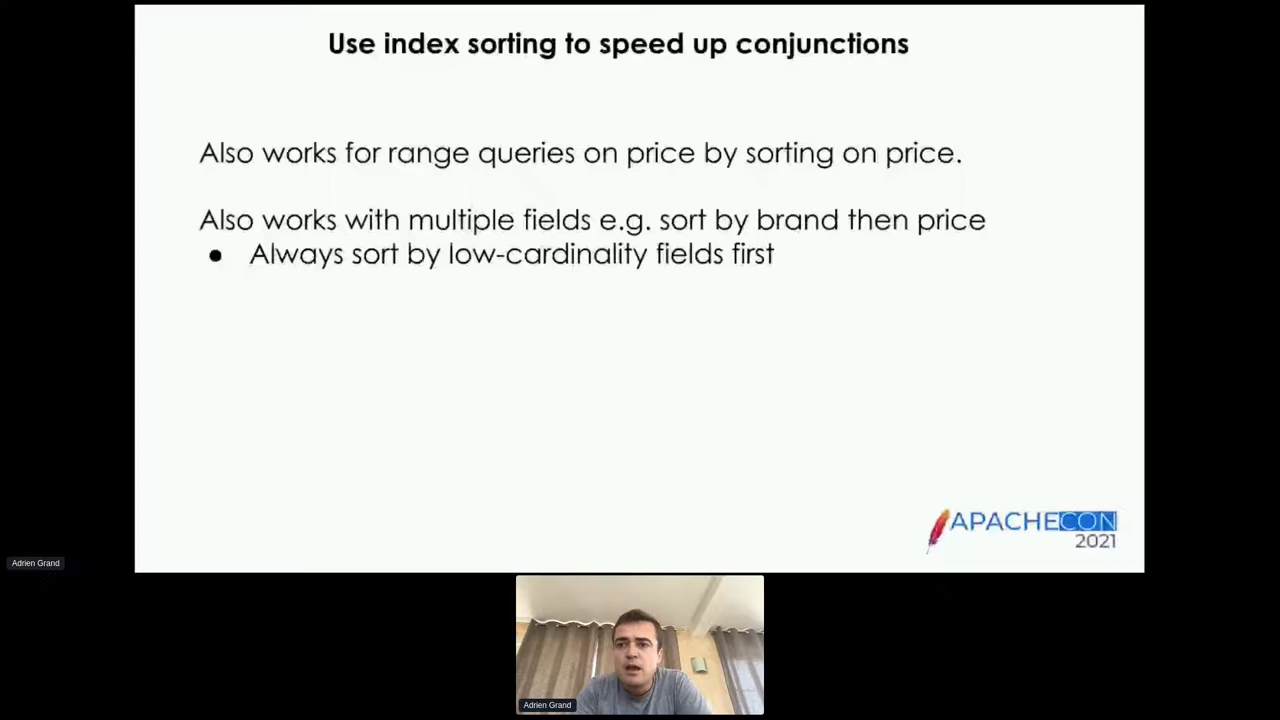 Use index sorting to speed up conjunctions
Also works for range queries on price by sorting on price.
Also works with multiple fields e.g. sort by brand then price
● Always sort by low-cardinality fields first
APACHECON
2021
Adrien Grand
Adrien Grand